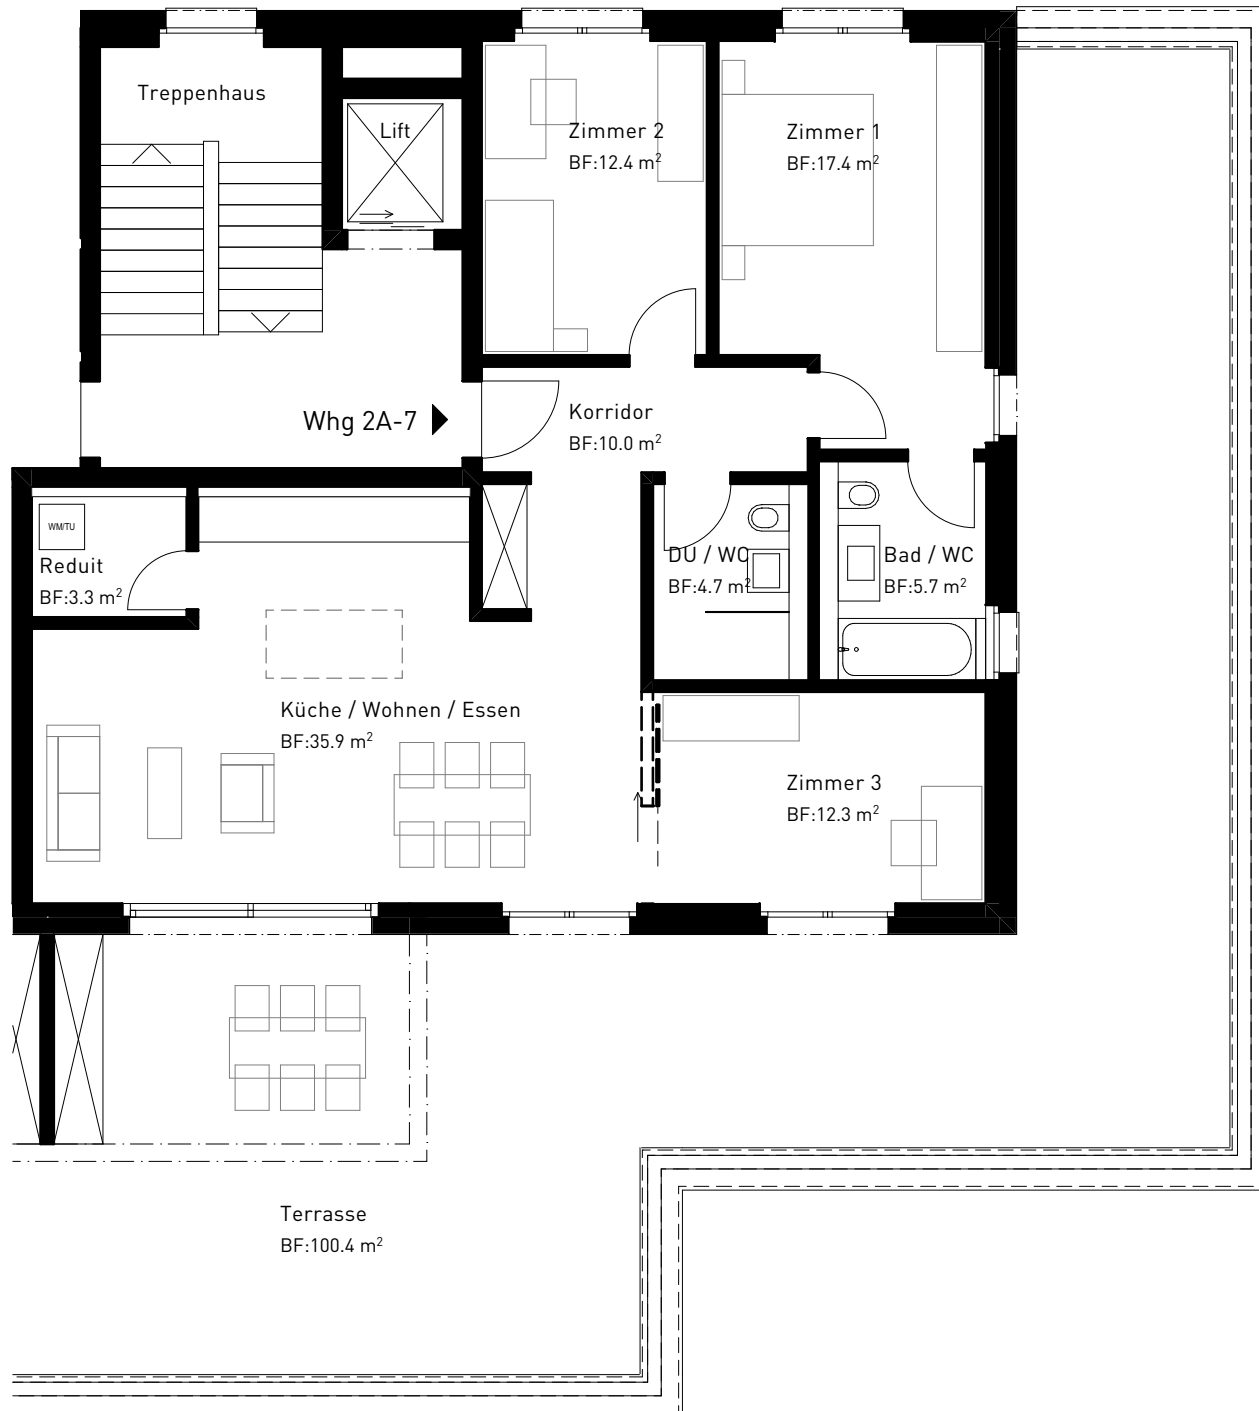 Treppenhaus
Lift
Zimmer 2
BF:12.4 m²
Zimmer 1
BF:17.4 m²
Whg 2A-7
Korridor
BF:10.0 m²
WM/TU
Reduit
BF:3.3 m²
DU / WC
BF:4.7 m²
Bad / WC
BF:5.7 m²
Küche / Wohnen / Essen
BF:35.9 m²
Zimmer 3
BF:12.3 m²
Terrasse
BF:100.4 m²